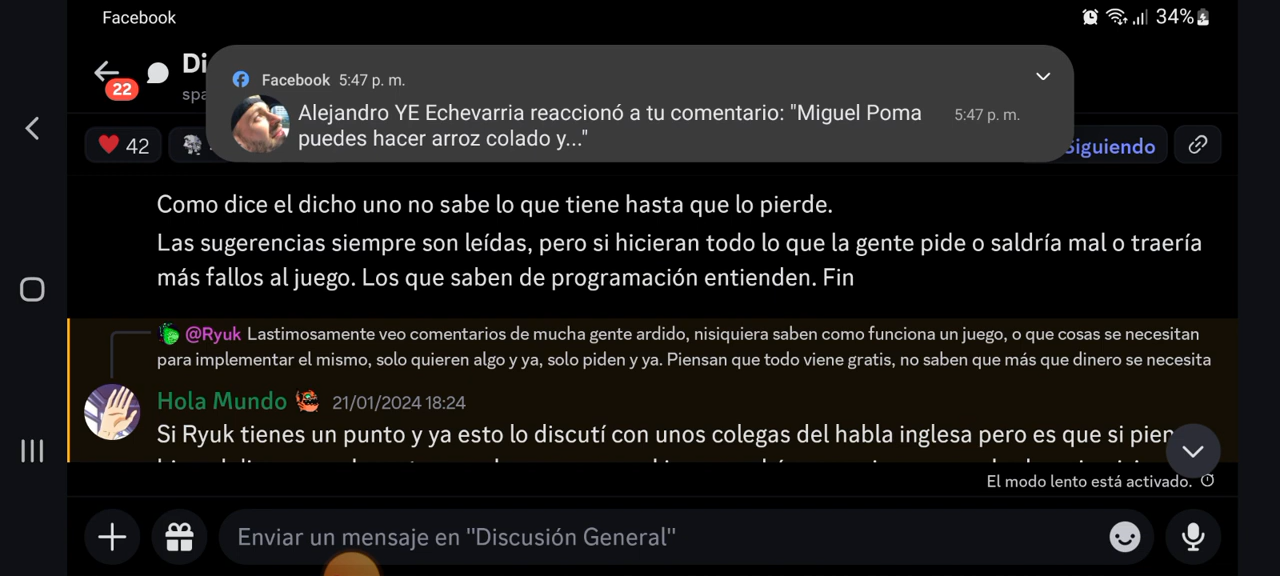 Facebook
34%
22
Di
spa
Facebook 5:47 p. m.
Alejandro YE Echevarria reaccionó a tu comentario: "Miguel Poma
puedes hacer arroz colado y..."
5:47 p. m.
42
Siguiendo
Como dice el dicho uno no sabe lo que tiene hasta que lo pierde.
Las sugerencias siempre son leídas, pero si hicieran todo lo que la gente pide o saldría mal o traería
más fallos al juego. Los que saben de programación entienden. Fin
@Ryuk Lastimosamente veo comentarios de mucha gente ardido, nisiquiera saben como funciona un juego, o que cosas se necesitan
para implementar el mismo, solo quieren algo y ya, solo piden y ya. Piensan que todo viene gratis, no saben que más que dinero se necesita
Hola Mundo 21/01/2024 18:24
Si Ryuk tienes un punto y ya esto lo discutí con unos colegas del habla inglesa pero es que si pien
El modo lento está activado.
Enviar un mensaje en "Discusión General"